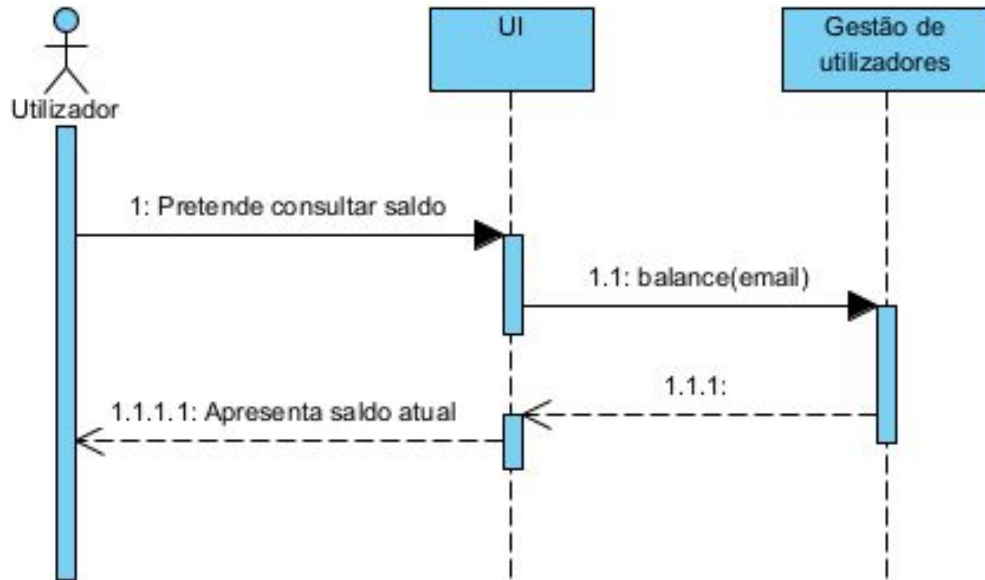 UI
Gestão de
utilizadores
Utilizador
1: Pretende consultar saldo
1.1: balance(email)
1.1.1:
1.1.1.1: Apresenta saldo atual